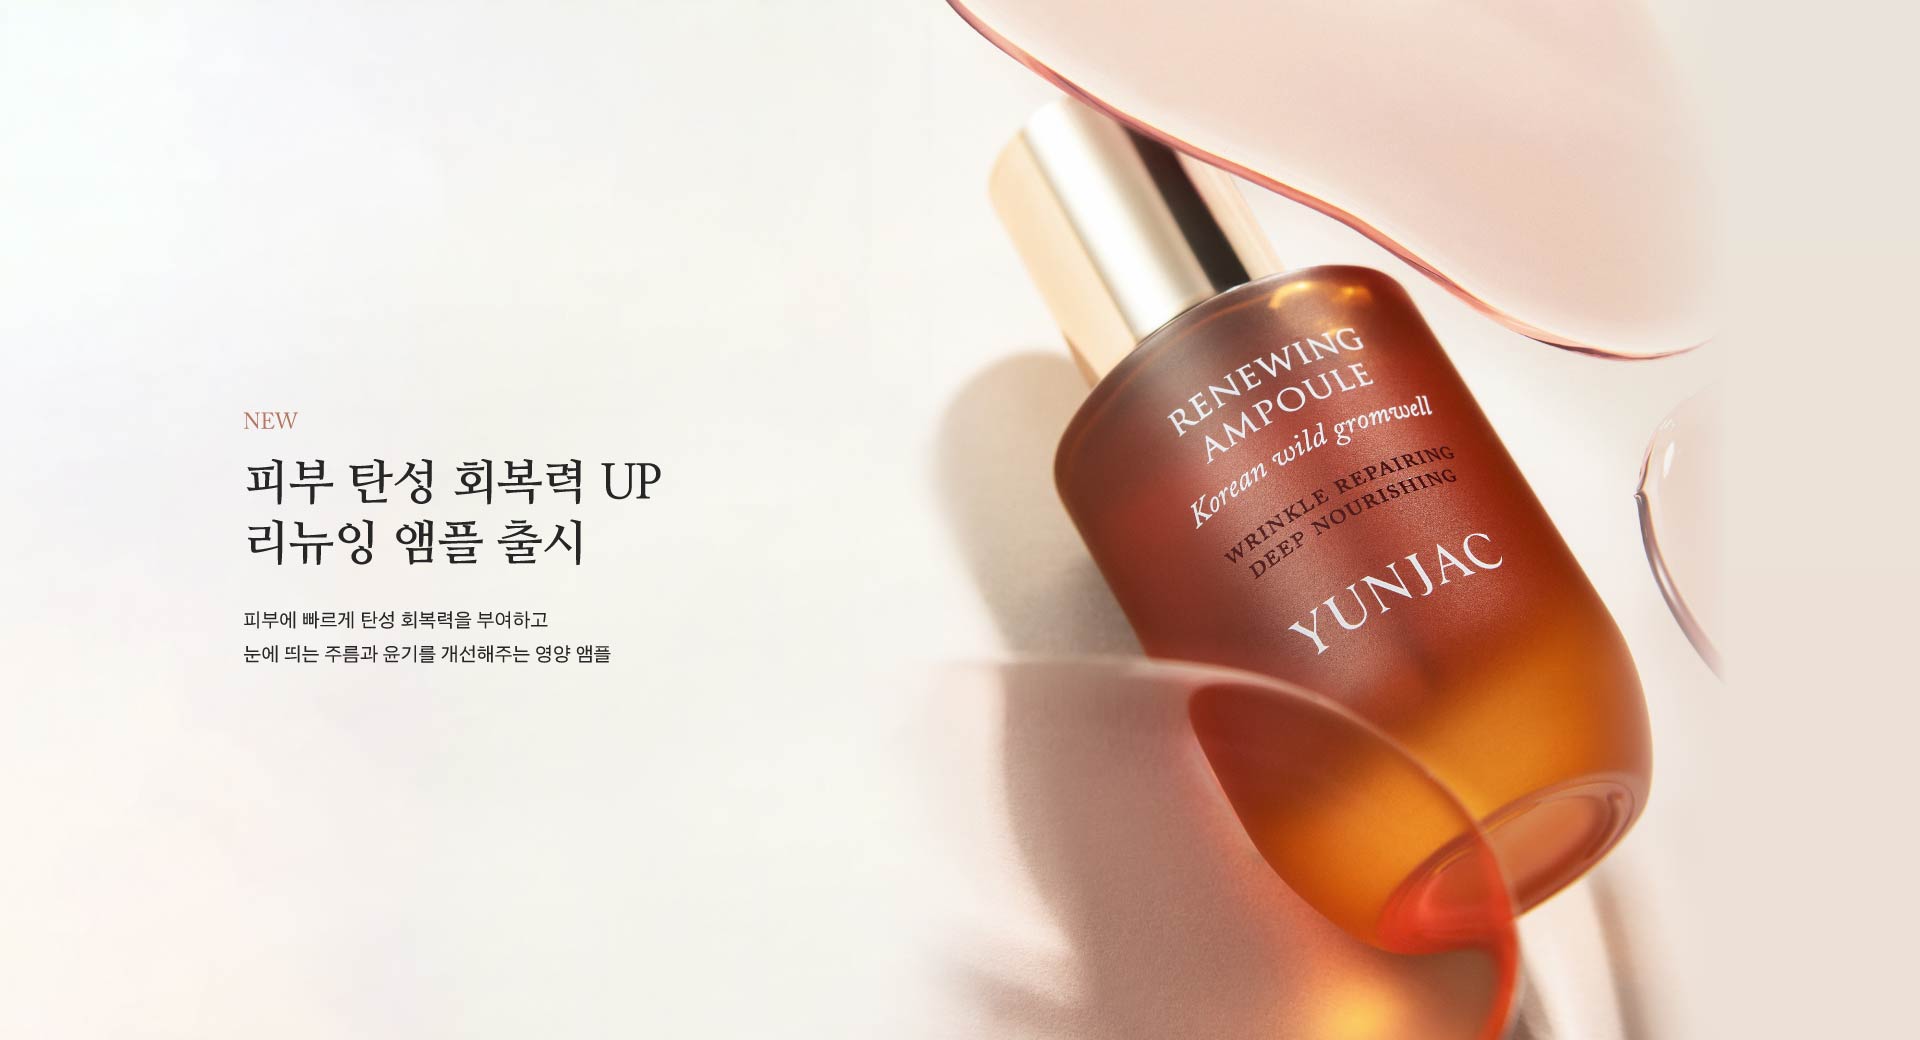 NEW
피부 탄성 회복력 UP
리뉴잉 앰플 출시
피부에 빠르게 탄성 회복력을 부여하고
눈에 띄는 주름과 윤기를 개선해주는 영양 앰플
RENEWING
AMPOULE
Korean wild gromwell
WRINKLE REPAIRING
DEEP NOURISHING
YUNJAC